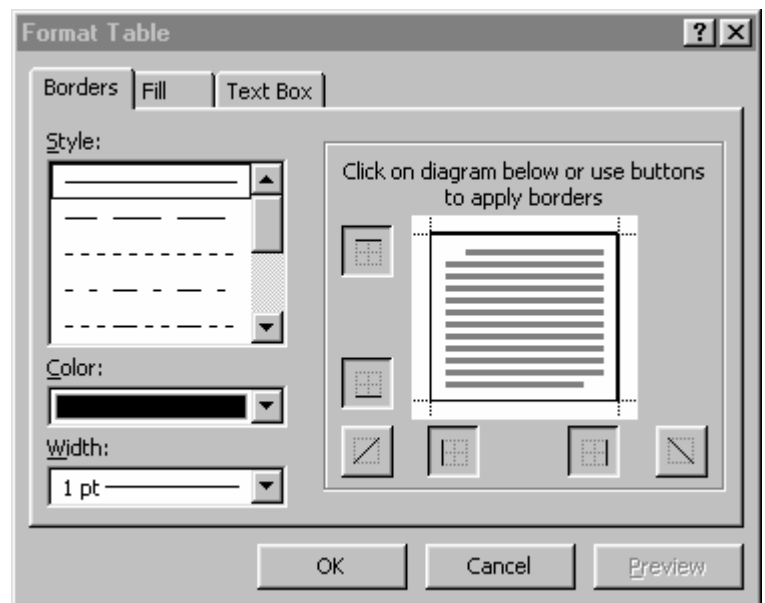 Format Table
Borders
Fill
Text Box
Style:
Click on diagram below or use buttons
to apply borders
Color:
Width:
1 pt
OK
Cancel
Preview